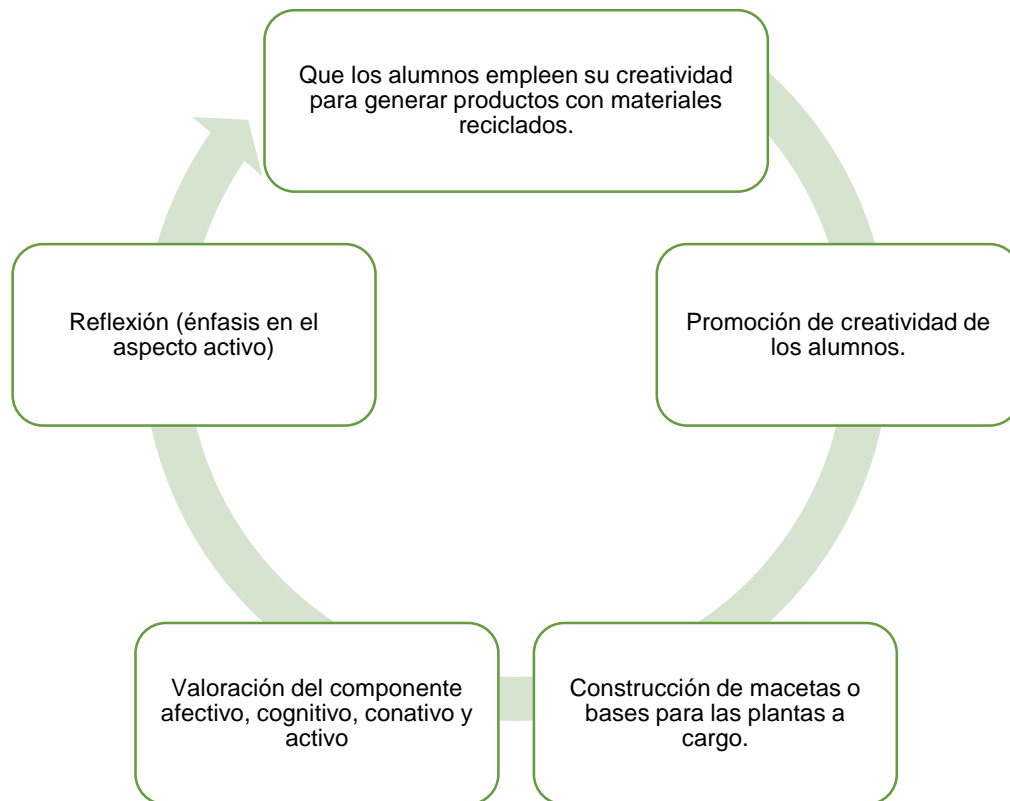 Que los alumnos empleen su creatividad
para generar productos con materiales
reciclados.
Promoción de creatividad de
los alumnos.
Construcción de macetas o
bases para las plantas a
cargo.
Valoración del componente
afectivo, cognitivo, conativo y
activo
Reflexión (énfasis en el
aspecto activo)